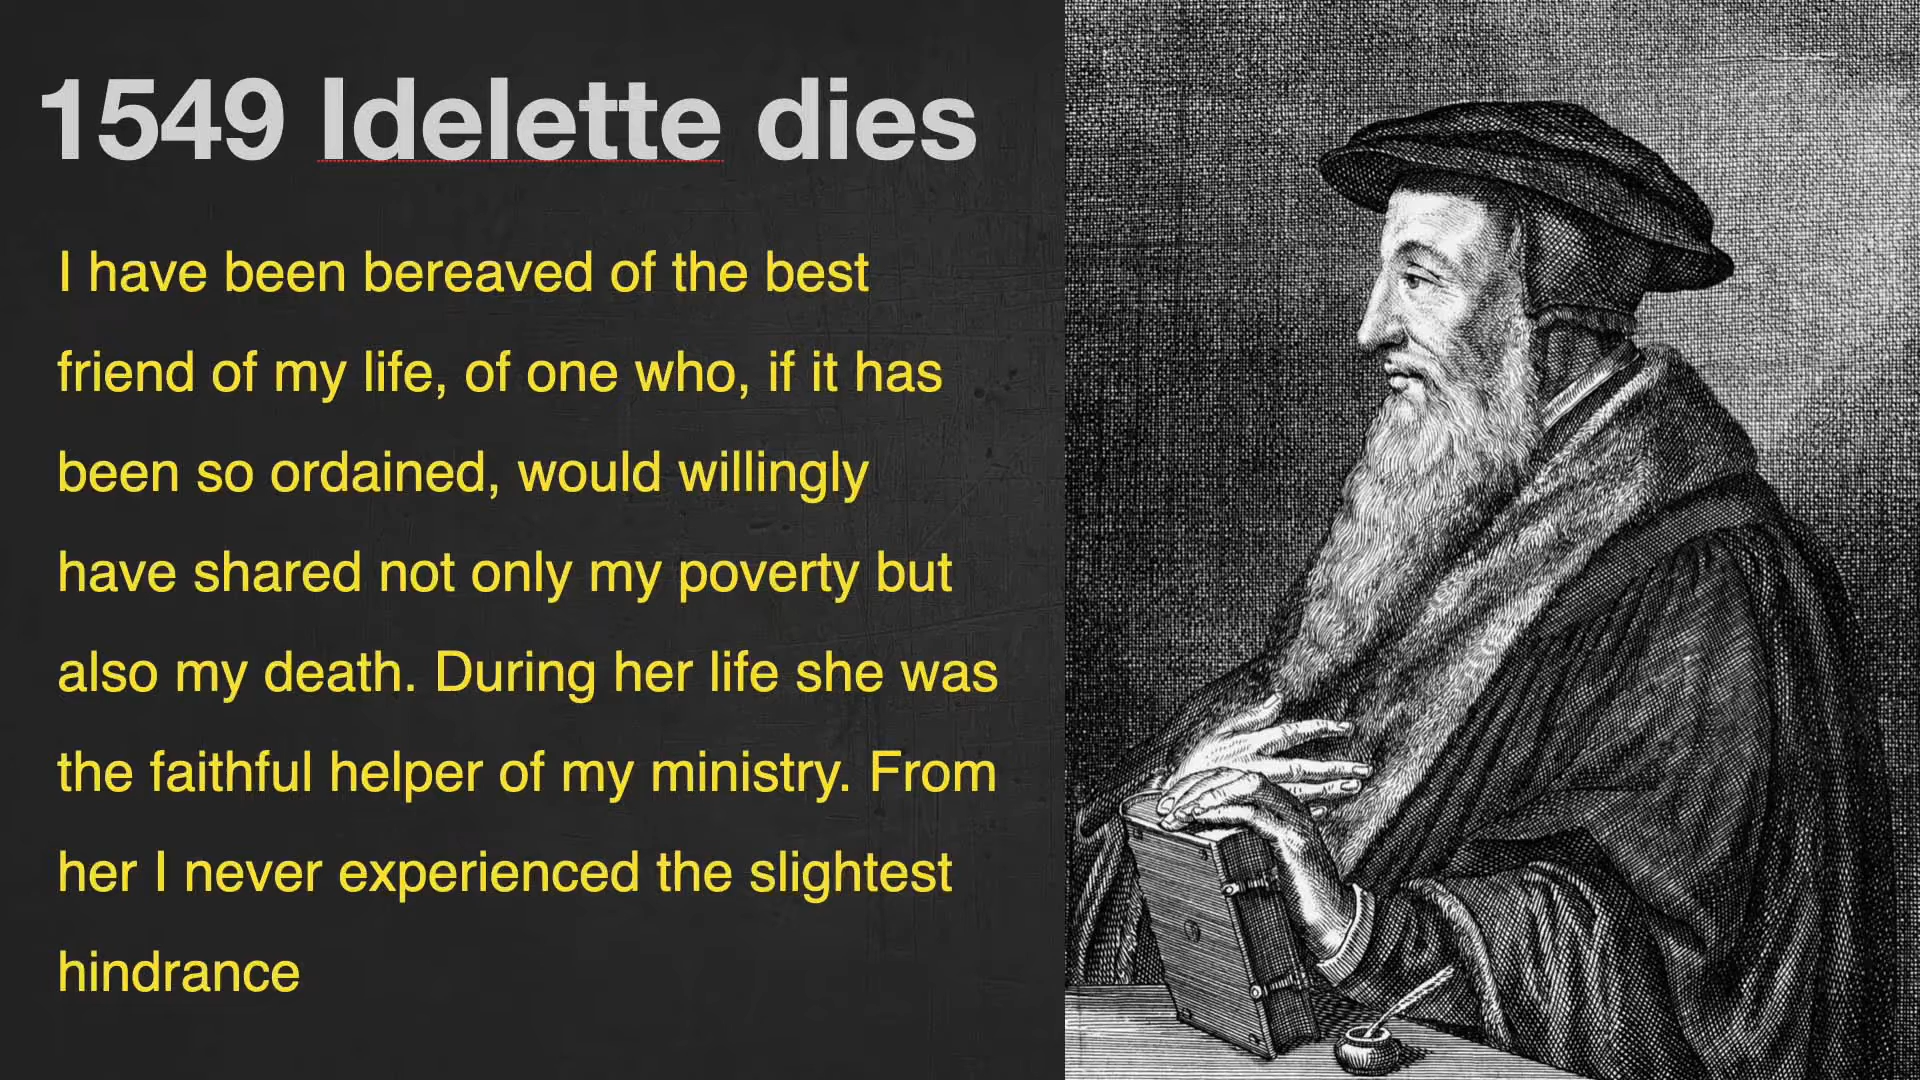 1549 Idelette dies
I have been bereaved of the best
friend of my life, of one who, if it has
been so ordained, would willingly
have shared not only my poverty but
also my death. During her life she was
the faithful helper of my ministry. From
her I never experienced the slightest
hindrance